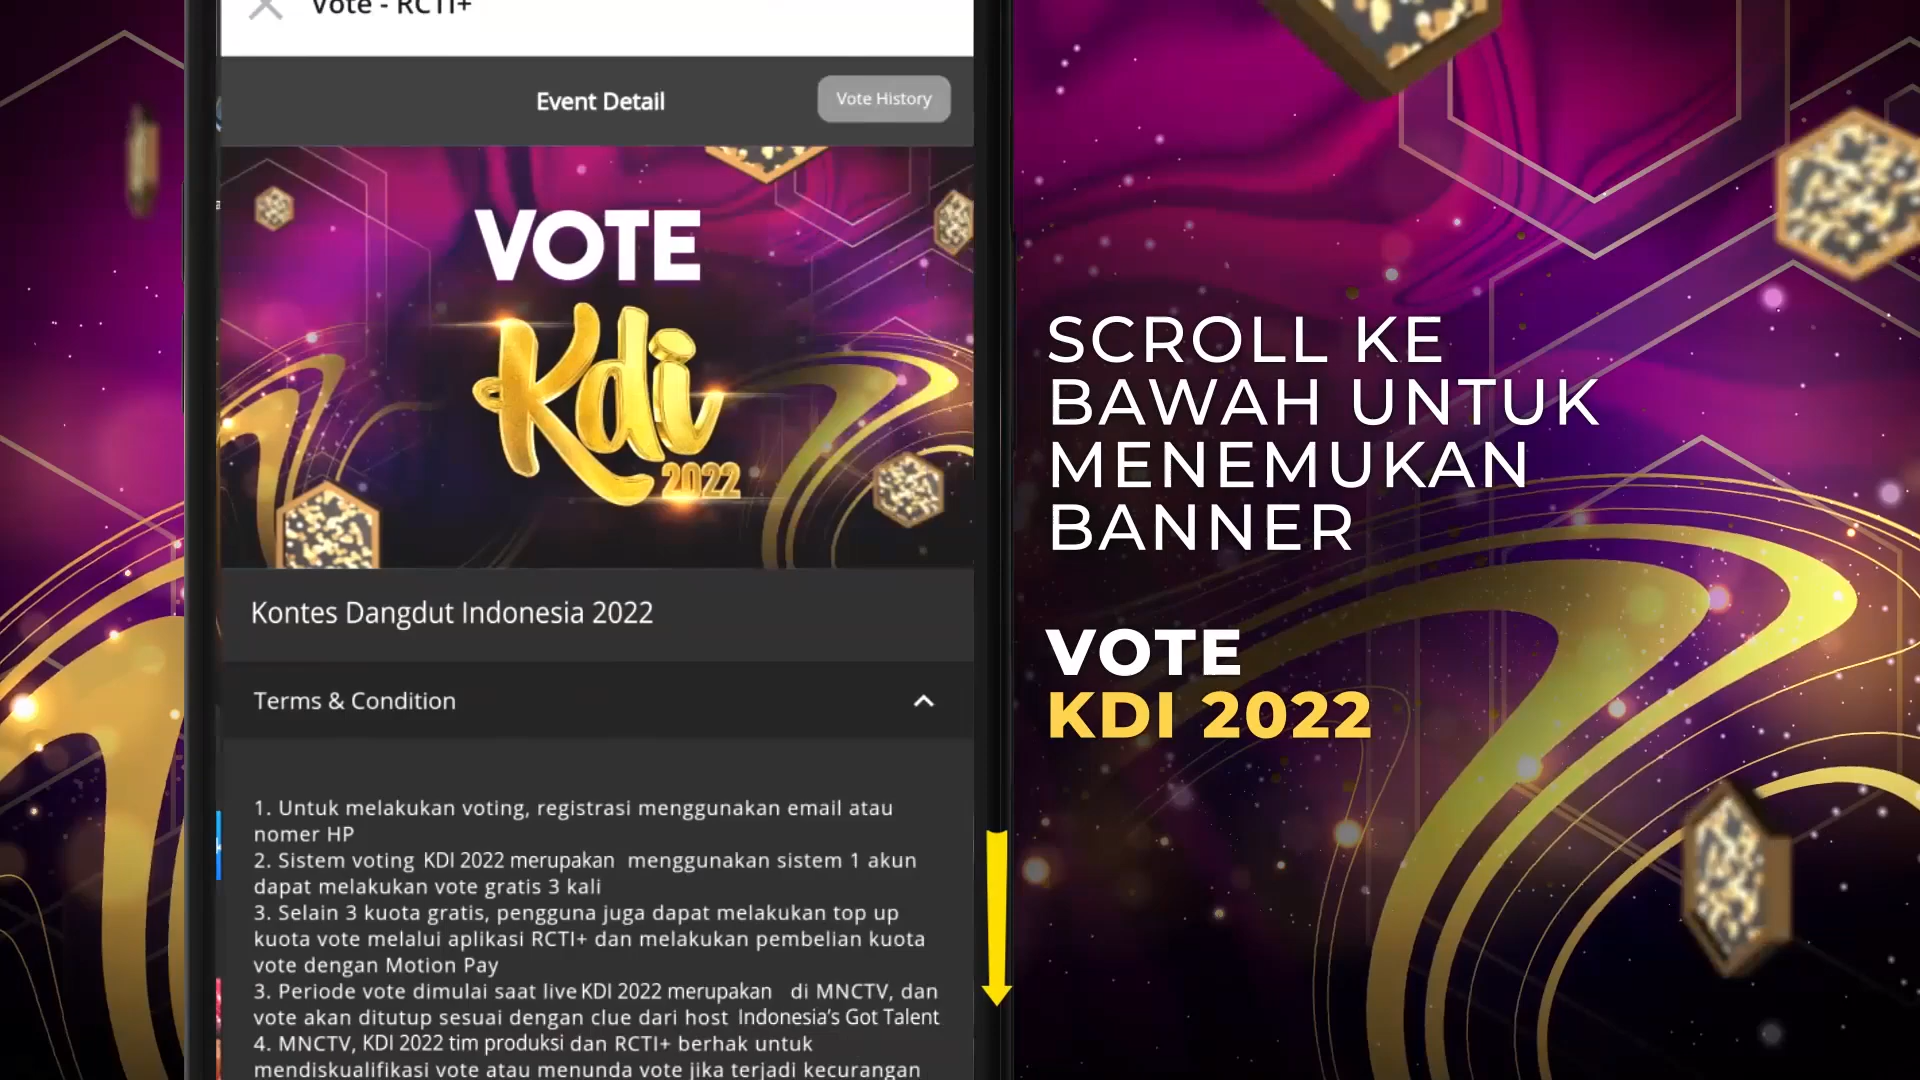 Vote - RCTI+
Event Detail
Vote History
VOTE
Kdi
2022
Kontes Dangdut Indonesia 2022
Terms & Condition
1. Untuk melakukan voting, registrasi menggunakan email atau
nomer HP
2. Sistem voting KDI 2022 merupakan menggunakan sistem 1 akun
dapat melakukan vote gratis 3 kali
3. Selain 3 kuota gratis, pengguna juga dapat melakukan top up
kuota vote melalui aplikasi RCTI+ dan melakukan pembelian kuota
vote dengan Motion Pay
3. Periode vote dimulai saat live KDI 2022 merupakan di MNCTV, dan
vote akan ditutup sesuai dengan clue dari host Indonesia's Got Talent
4. MNCTV, KDI 2022 tim produksi dan RCTI+ berhak untuk
mendiskualifikasi vote atau menunda vote jika terjadi kecurangan
SCROLL KE
BAWAH UNTUK
MENEMUKAN
BANNER
VOTE
KDI 2022